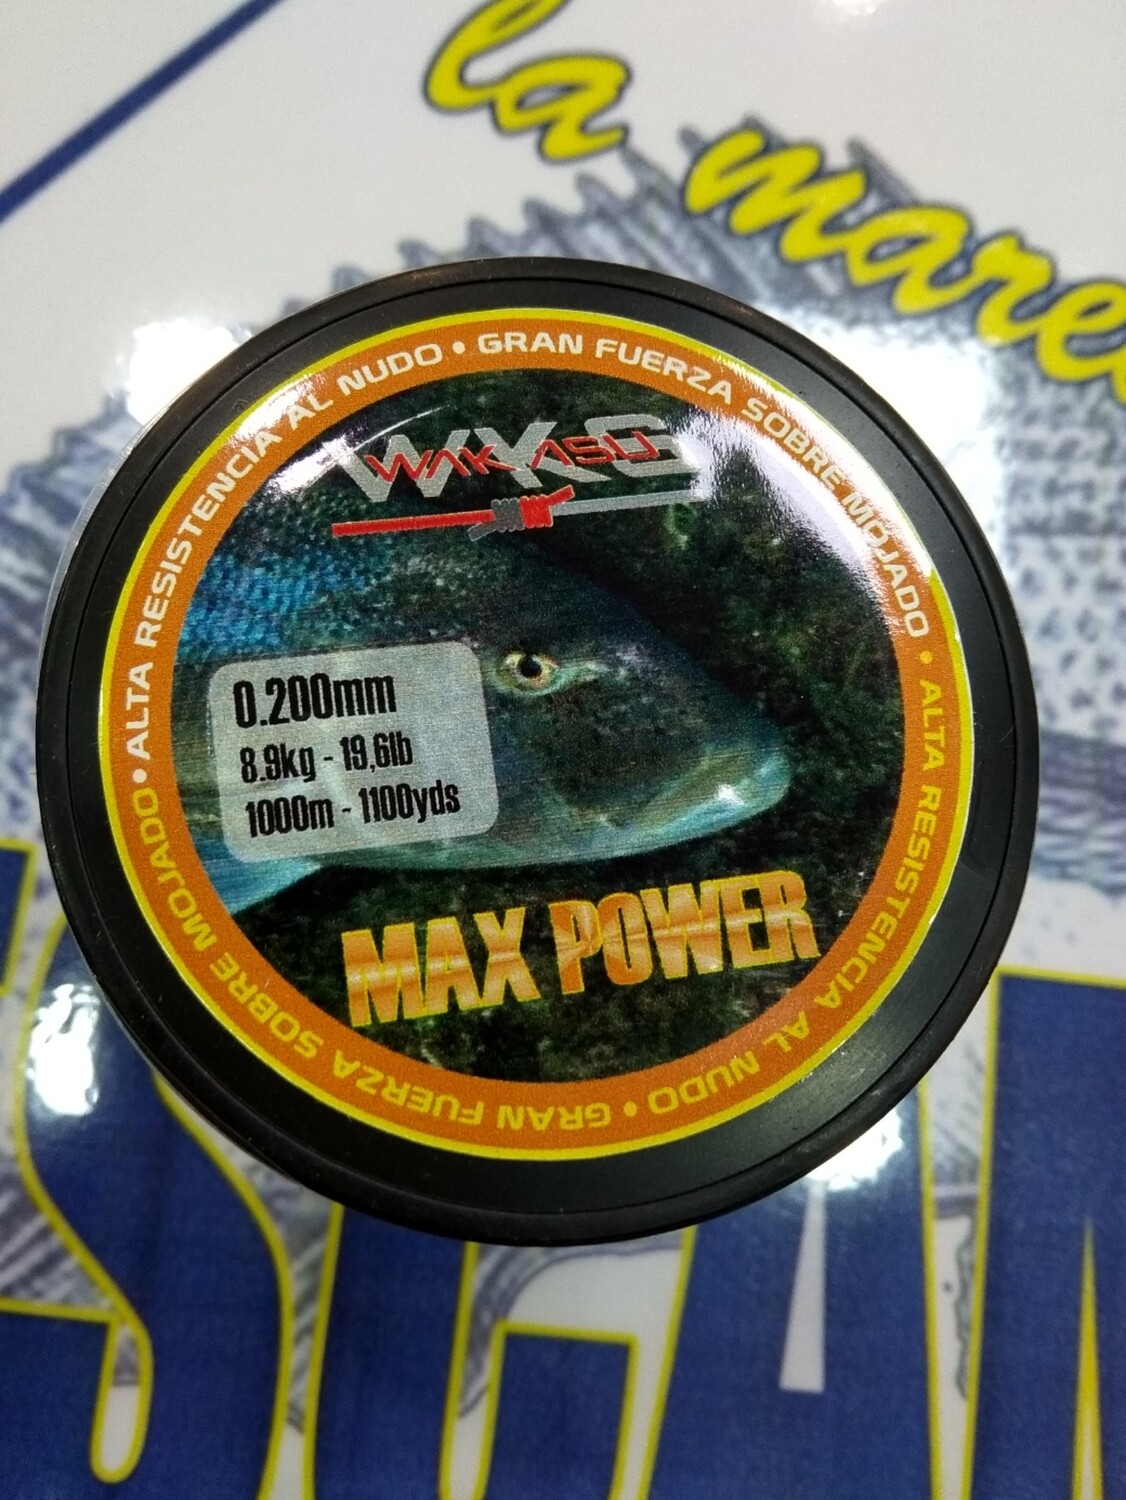 la mare
ALTA RESISTENCIA AL NUDO • GRAN FUERZA SOBRE MOJADO • ALTA RESISTENCIA AL NUDO • GRAN FUERZA SOBRE MOJADO •
WKS
WAKASU
0.200mm
8.9kg - 19,6lb
1000m - 1100yds
MAX POWER